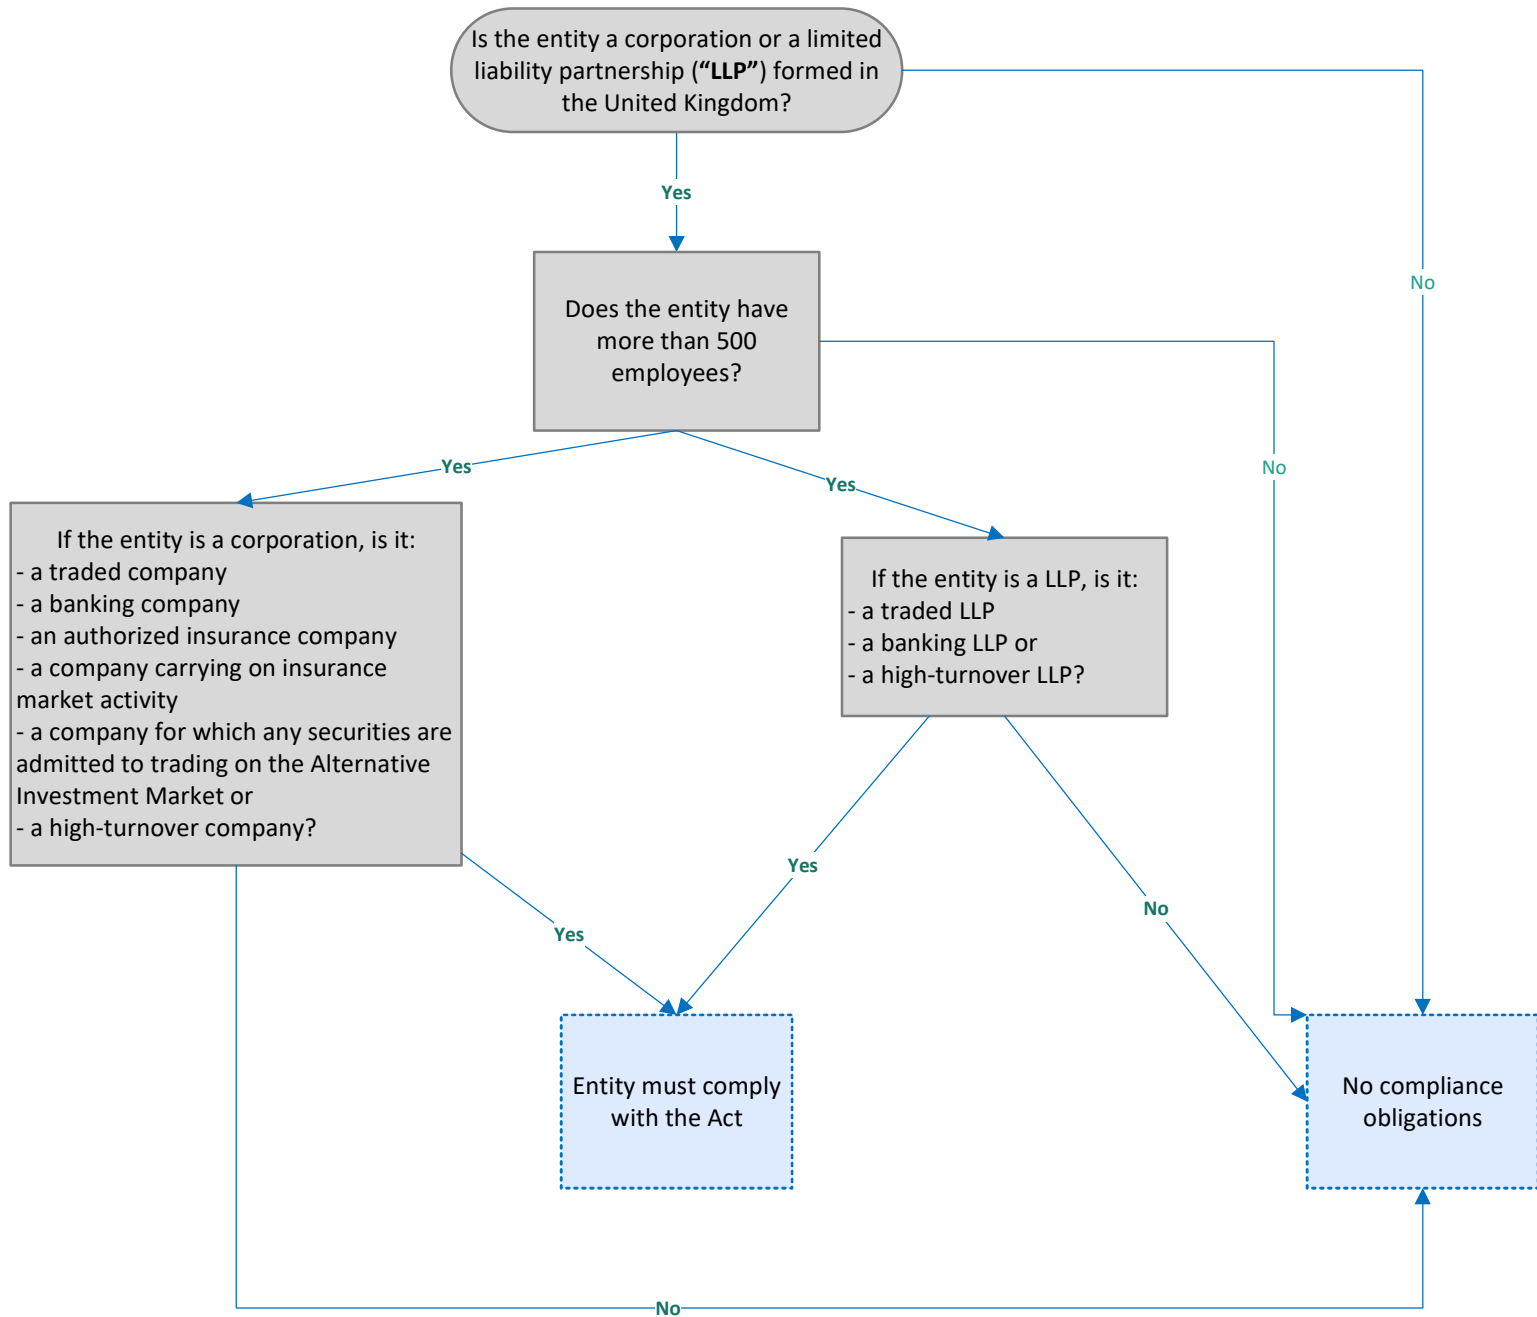 Is the entity a corporation or a limited
liability partnership (“LLP”) formed in
the United Kingdom?
Yes
No
Does the entity have
more than 500
employees?
No
Yes
Yes
If the entity is a corporation, is it:
- a traded company
- a banking company
- an authorized insurance company
- a company carrying on insurance
market activity
- a company for which any securities are
admitted to trading on the Alternative
Investment Market or
- a high-turnover company?
If the entity is a LLP, is it:
- a traded LLP
- a banking LLP or
- a high-turnover LLP?
Yes
No
Yes
Entity must comply
with the Act
No compliance
obligations
No